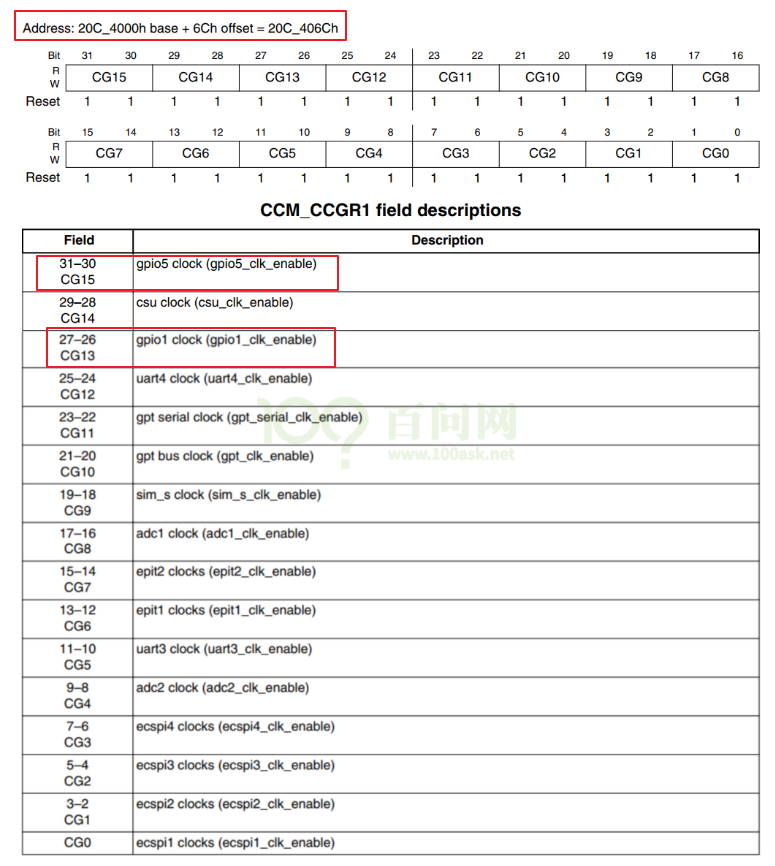 Address: 20C_4000h base + 6Ch offset = 20C_406Ch
Bit 31 30 29 28 27 26 25 24 23 22 21 20 19 18 17 16
R
CG15 CG14 CG13 CG12 CG11 CG10 CG9 CG8
W
Reset 1 1 1 1 1 1 1 1 1 1 1 1 1 1 1 1
Bit 15 14 13 12 11 10 9 8 7 6 5 4 3 2 1 0
R
CG7 CG6 CG5 CG4 CG3 CG2 CG1 CG0
W
Reset 1 1 1 1 1 1 1 1 1 1 1 1 1 1 1 1
CCM_CCGR1 field descriptions
Field Description
31–30 gpio5 clock (gpio5_clk_enable)
CG15
29–28 csu clock (csu_clk_enable)
CG14
27–26 gpio1 clock (gpio1_clk_enable)
CG13
25–24 uart4 clock (uart4_clk_enable)
CG12
23–22 gpt serial clock (gpt_serial_clk_enable)
CG11
21–20 gpt bus clock (gpt_clk_enable)
CG10
19–18 sim_s clock (sim_s_clk_enable)
CG9
17–16 adc1 clock (adc1_clk_enable)
CG8
15–14 epit2 clocks (epit2_clk_enable)
CG7
13–12 epit1 clocks (epit1_clk_enable)
CG6
11–10 uart3 clock (uart3_clk_enable)
CG5
9–8 adc2 clock (adc2_clk_enable)
CG4
7–6 ecspi4 clocks (ecspi4_clk_enable)
CG3
5–4 ecspi3 clocks (ecspi3_clk_enable)
CG2
3–2 ecspi2 clocks (ecspi2_clk_enable)
CG1
CG0 ecspi1 clocks (ecspi1_clk_enable)
100? 百问网
www.100ask.net